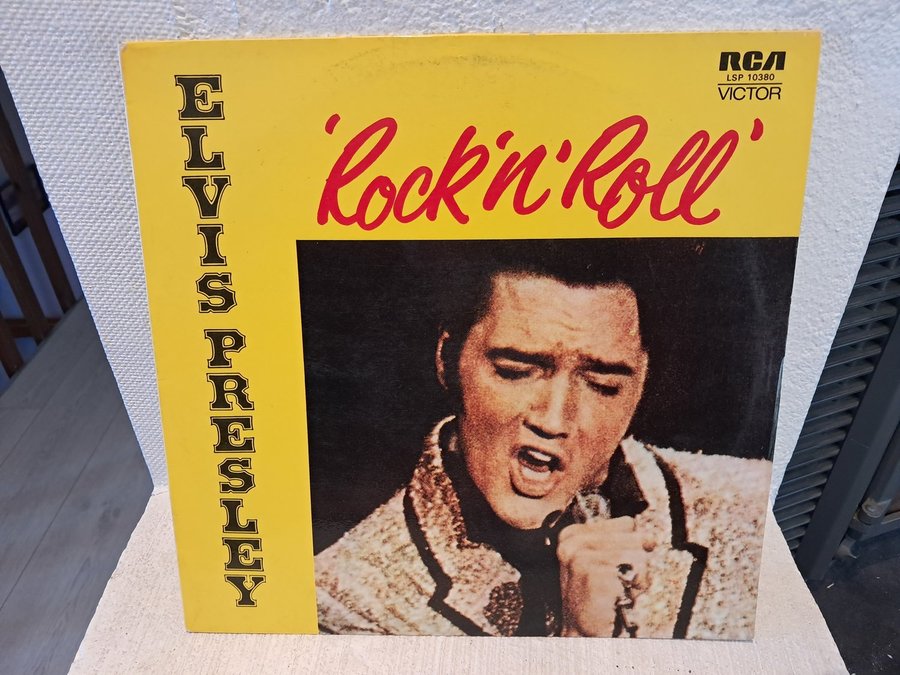 ELVIS PRESLEY
'Rock'n'Roll'
RCA
LSP 10380
VICTOR